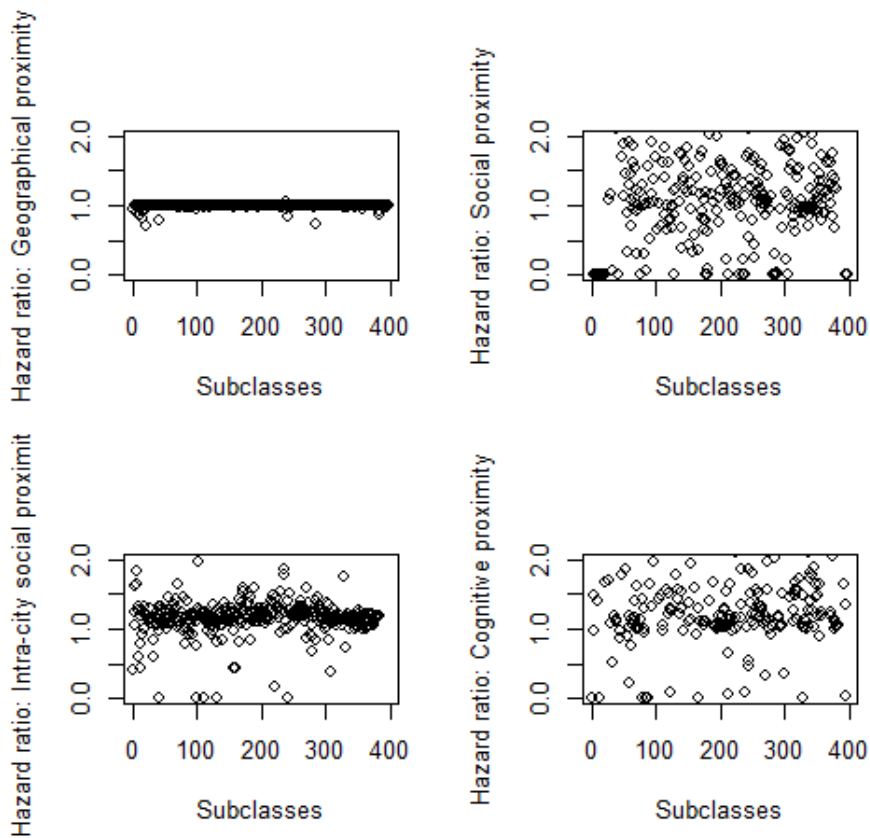 Hazard ratio: Geographical proximity
2.0
1.0
0.0
0 100 200 300 400
Subclasses
Hazard ratio: Social proximity
2.0
1.0
0.0
0 100 200 300 400
Subclasses
Hazard ratio: Intra-city social proximit
2.0
1.0
0.0
0 100 200 300 400
Subclasses
Hazard ratio: Cognitive proximity
2.0
1.0
0.0
0 100 200 300 400
Subclasses